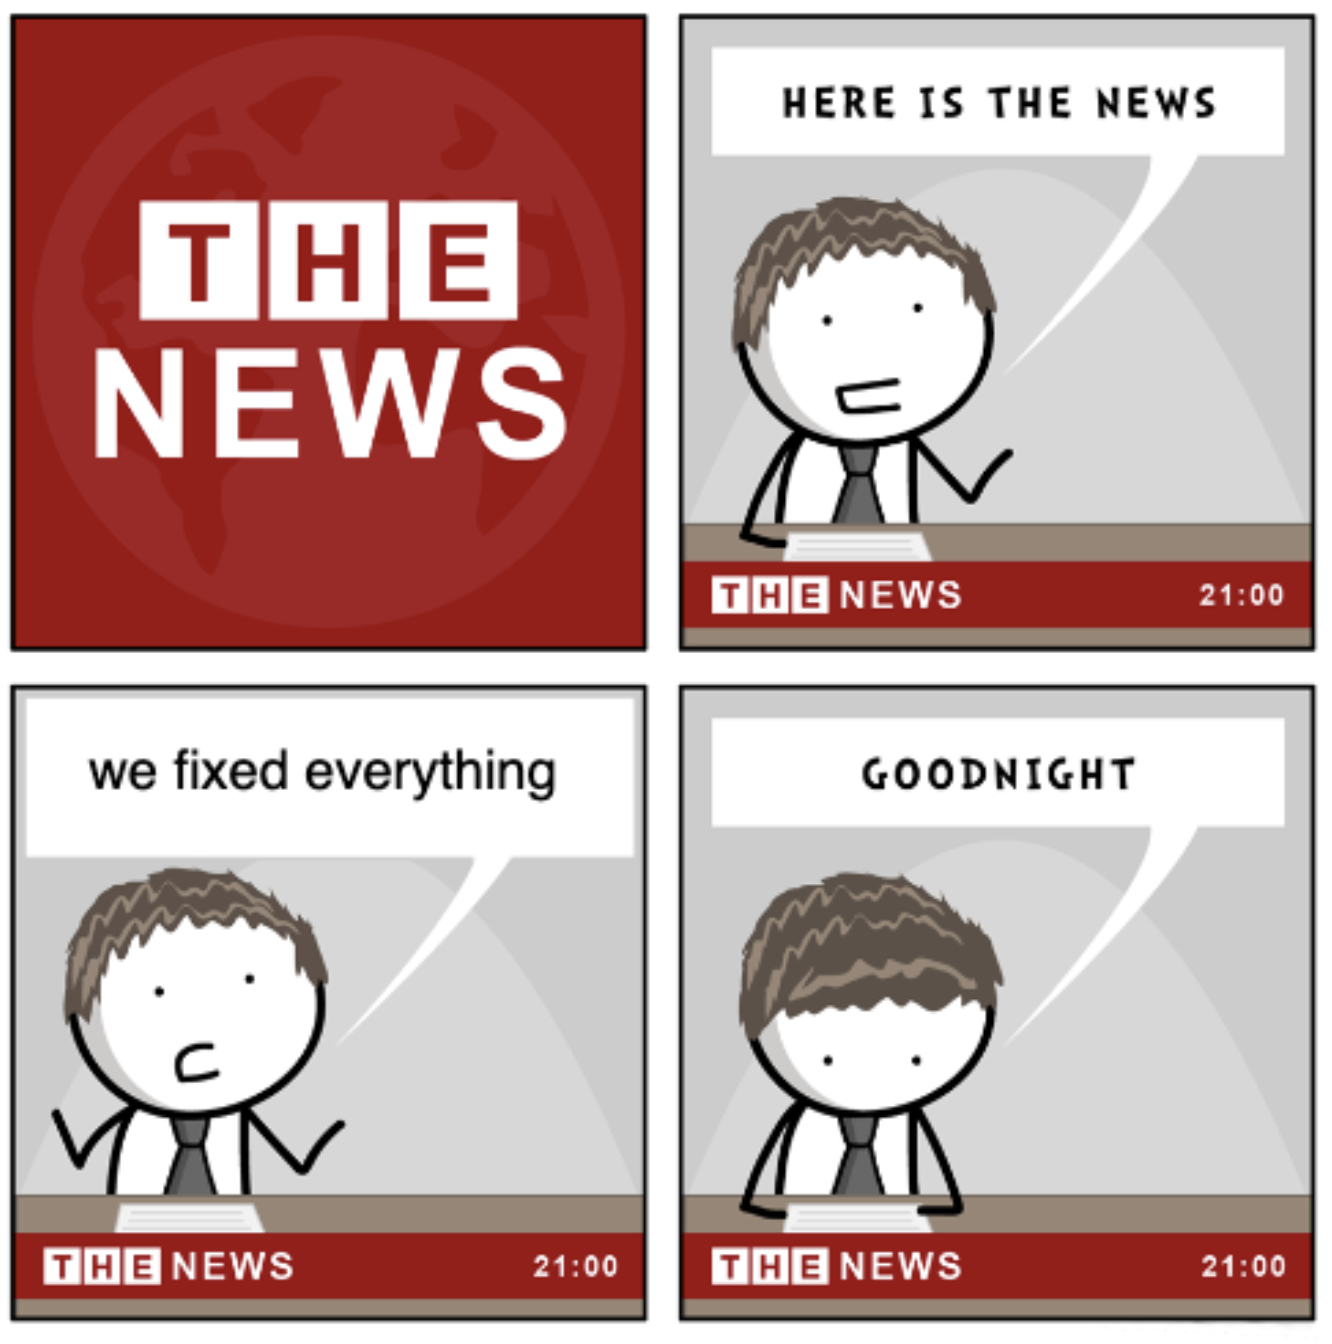 THE
NEWS
HERE IS THE NEWS
THE NEWS 21:00
we fixed everything
THE NEWS 21:00
GOODNIGHT
THE NEWS 21:00